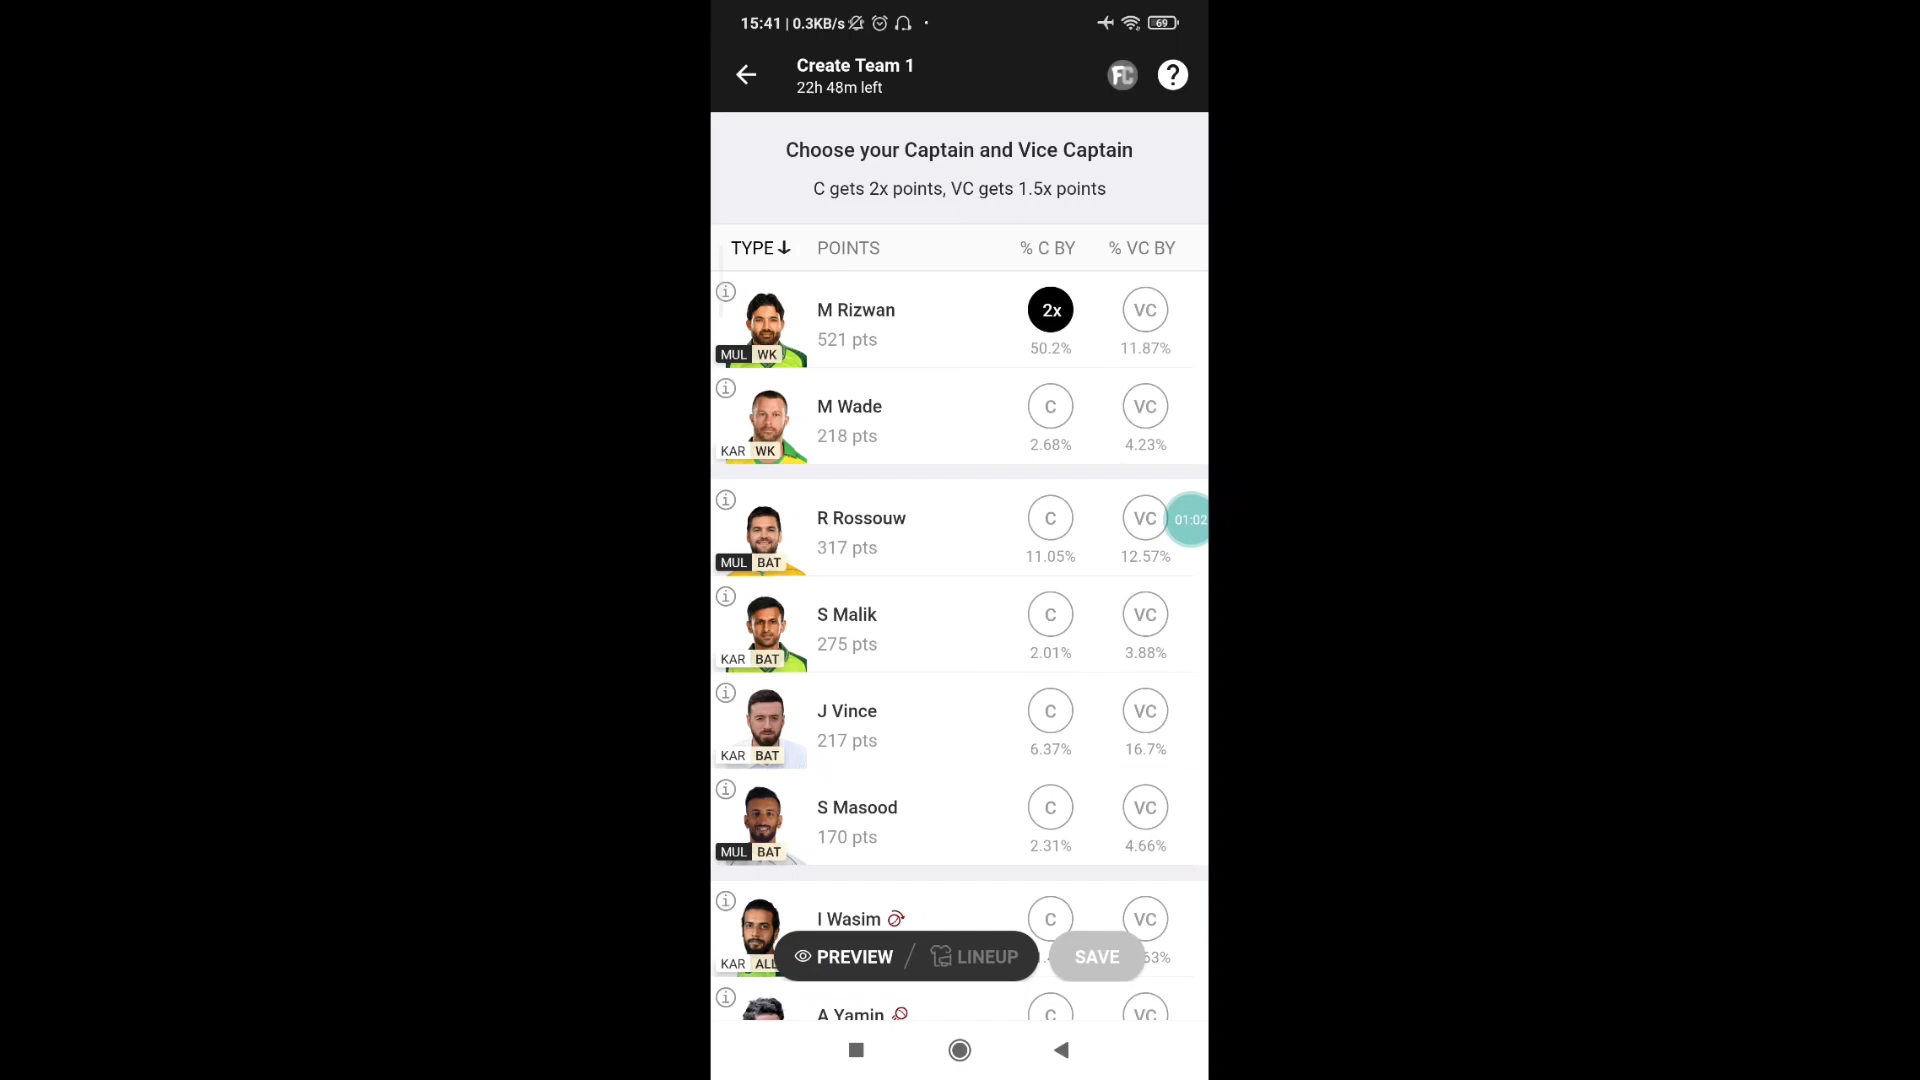 15:41 | 0.3KB/s
69
Create Team 1
22h 48m left
FC
?
Choose your Captain and Vice Captain
C gets 2x points, VC gets 1.5x points
TYPE POINTS % C BY % VC BY
M Rizwan 2x VC
521 pts 50.2% 11.87%
MUL WK
M Wade C VC
218 pts 2.68% 4.23%
KAR WK
R Rossouw C VC 01:02
317 pts 11.05% 12.57%
MUL BAT
S Malik C VC
275 pts 2.01% 3.88%
KAR BAT
J Vince C VC
217 pts 6.37% 16.7%
KAR BAT
S Masood C VC
170 pts 2.31% 4.66%
MUL BAT
I Wasim C VC
KAR ALL
PREVIEW / LINEUP SAVE
A Yamin C VC